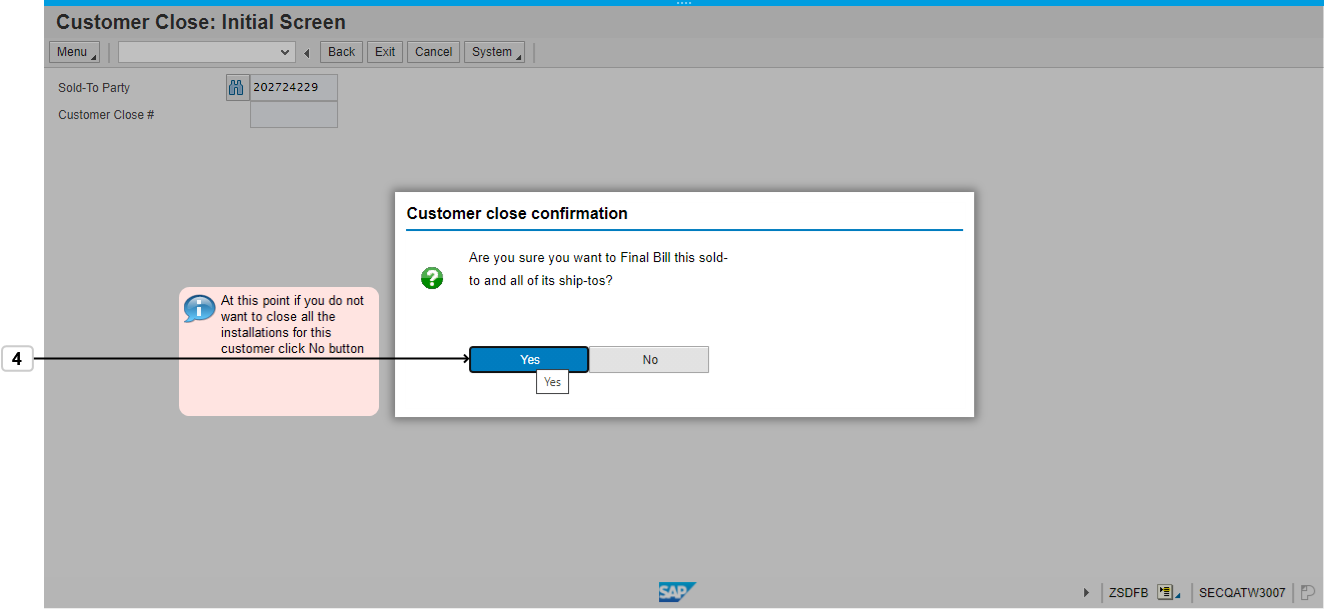 Customer Close: Initial Screen
Menu Back Exit Cancel System
Sold-To Party 202724229
Customer Close #
Customer close confirmation
Are you sure you want to Final Bill this sold-
to and all of its ship-tos?
At this point if you do not
want to close all the
installations for this
customer click No button
4
Yes No
Yes
SAP
ZSDFB SECQATW3007